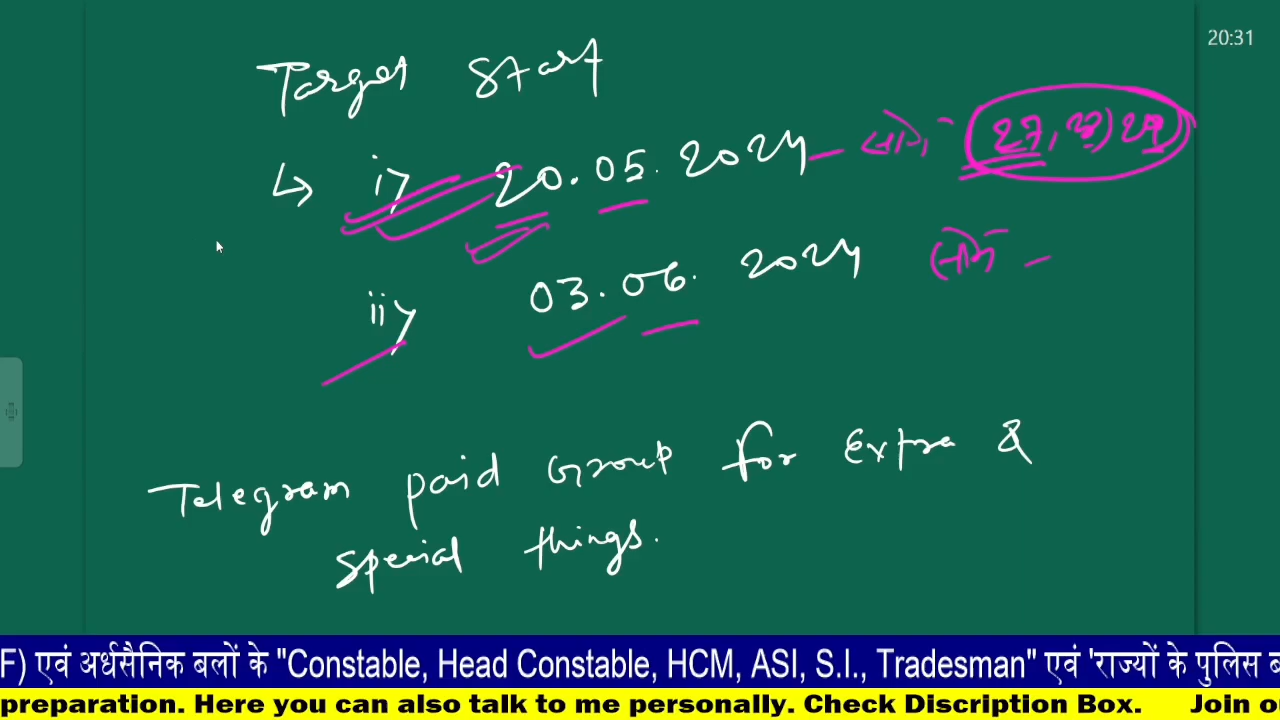 20:31
Target Start
↳ i> 20.05.2024 – सोम, 27,
ii> 03.06.2024 सोम –
Telegram paid Group for Extra &
Special things.
F) एवं अर्धसैनिक बलों के "Constable, Head Constable, HCM, ASI, S.I., Tradesman" एवं 'राज्यों के पुलिस ब
preparation. Here you can also talk to me personally. Check Discription Box. Join o